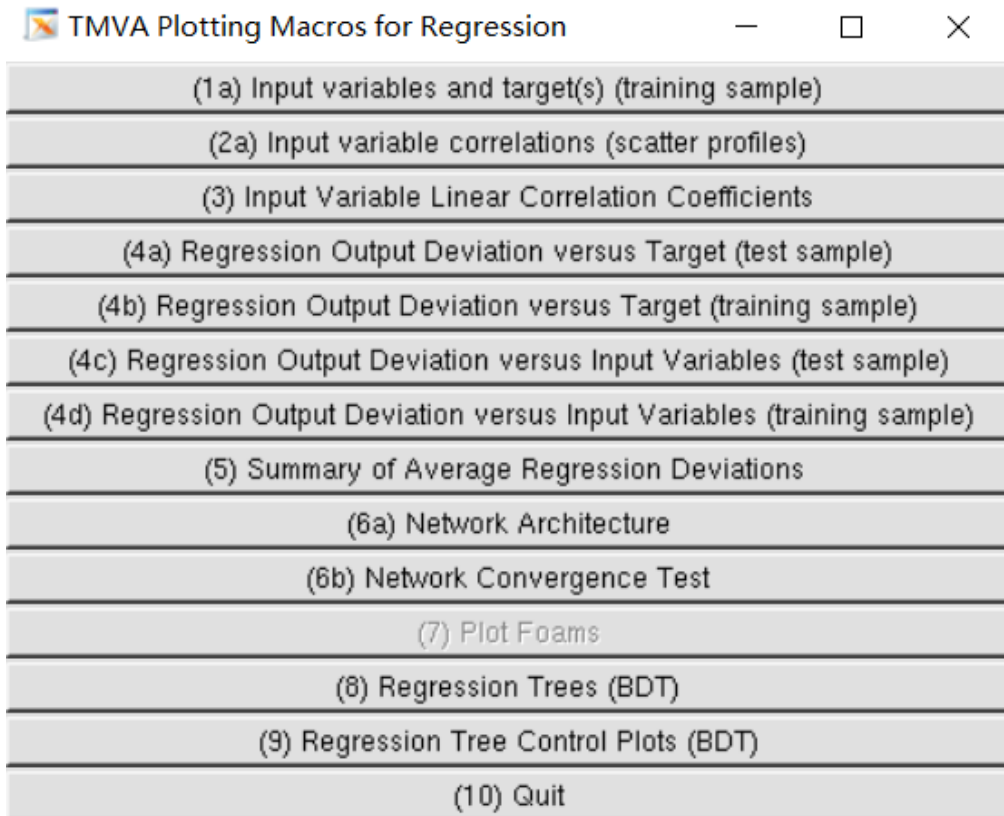 TMVA Plotting Macros for Regression
(1a) Input variables and target(s) (training sample)
(2a) Input variable correlations (scatter profiles)
(3) Input Variable Linear Correlation Coefficients
(4a) Regression Output Deviation versus Target (test sample)
(4b) Regression Output Deviation versus Target (training sample)
(4c) Regression Output Deviation versus Input Variables (test sample)
(4d) Regression Output Deviation versus Input Variables (training sample)
(5) Summary of Average Regression Deviations
(6a) Network Architecture
(6b) Network Convergence Test
(7) Plot Foams
(8) Regression Trees (BDT)
(9) Regression Tree Control Plots (BDT)
(10) Quit